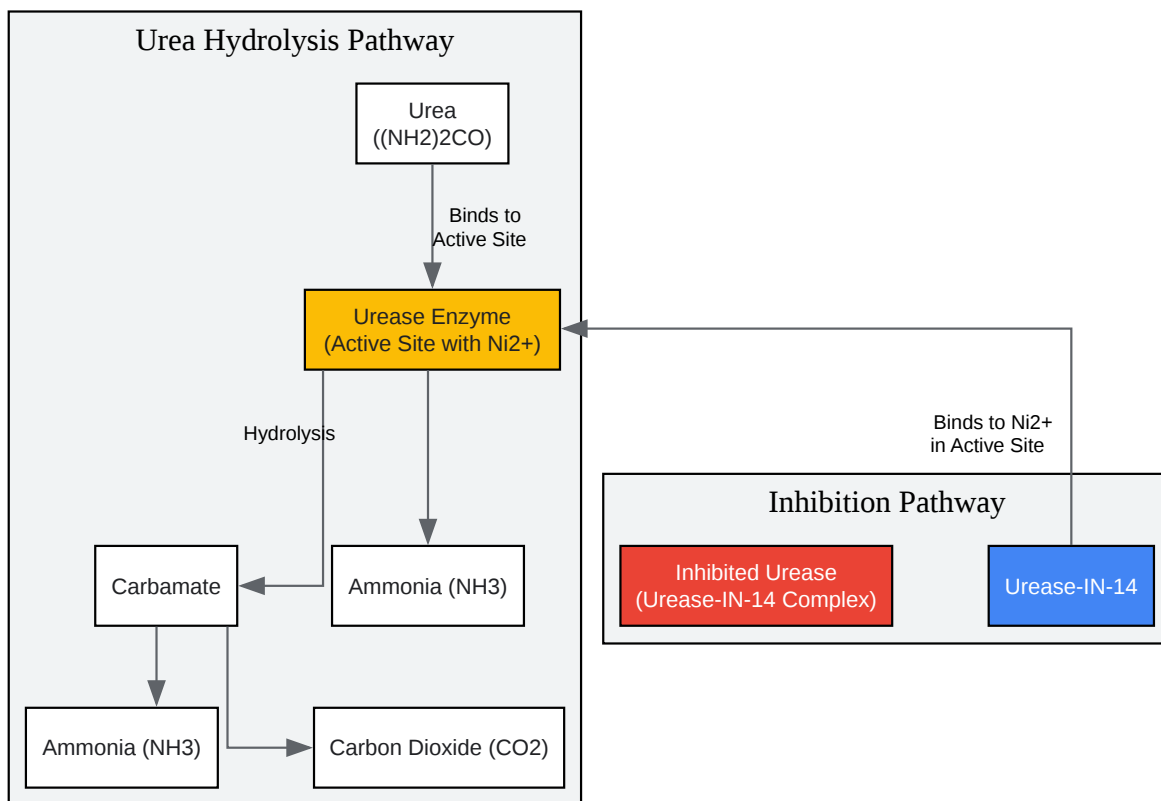 Urea Hydrolysis Pathway
Urea
((NH2)2CO)
Binds to
Active Site
Urease Enzyme
(Active Site with Ni2+)
Hydrolysis
Carbamate
Ammonia (NH3)
Ammonia (NH3)
Carbon Dioxide (CO2)
Binds to Ni2+
in Active Site
Inhibition Pathway
Inhibited Urease
(Urease-IN-14 Complex)
Urease-IN-14